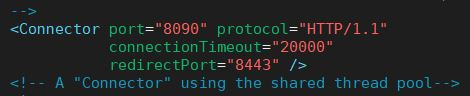 -->
<Connector port="8090" protocol="HTTP/1.1"
connectionTimeout="20000"
redirectPort="8443" />
<!-- A "Connector" using the shared thread pool-->